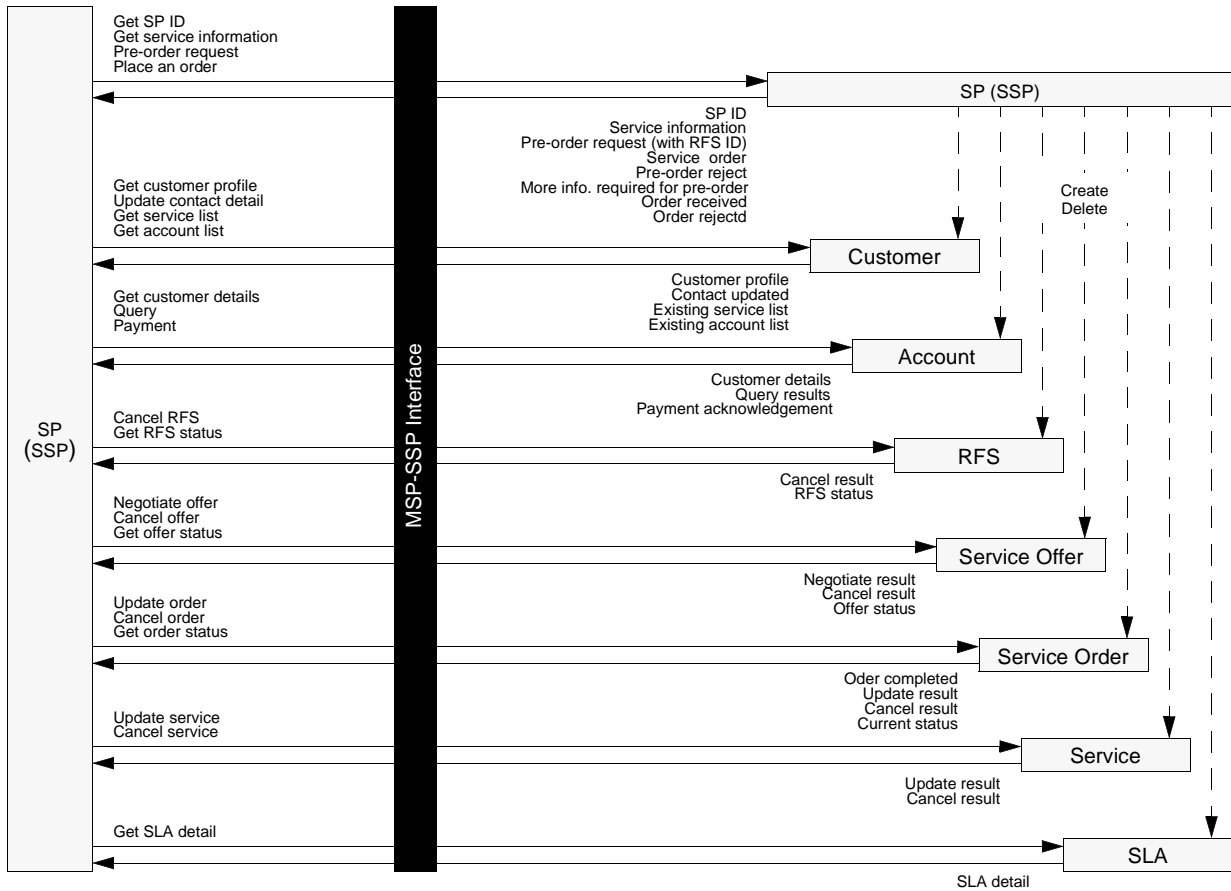 Get SP ID
Get service information
Pre-order request
Place an order
SP (SSP)
SP ID
Service information
Pre-order request (with RFS ID)
Service order
Pre-order reject
More info. required for pre-order
Order received
Order rejectd
Create
Delete
Get customer profile
Update contact detail
Get service list
Get account list
Customer
Customer profile
Contact updated
Existing service list
Existing account list
Get customer details
Query
Payment
Account
Customer details
Query results
Payment acknowledgement
SP
(SSP)
MSP-SSP Interface
Cancel RFS
Get RFS status
RFS
Cancel result
RFS status
Negotiate offer
Cancel offer
Get offer status
Service Offer
Negotiate result
Cancel result
Offer status
Update order
Cancel order
Get order status
Service Order
Oder completed
Update result
Cancel result
Current status
Update service
Cancel service
Service
Update result
Cancel result
Get SLA detail
SLA
SLA detail